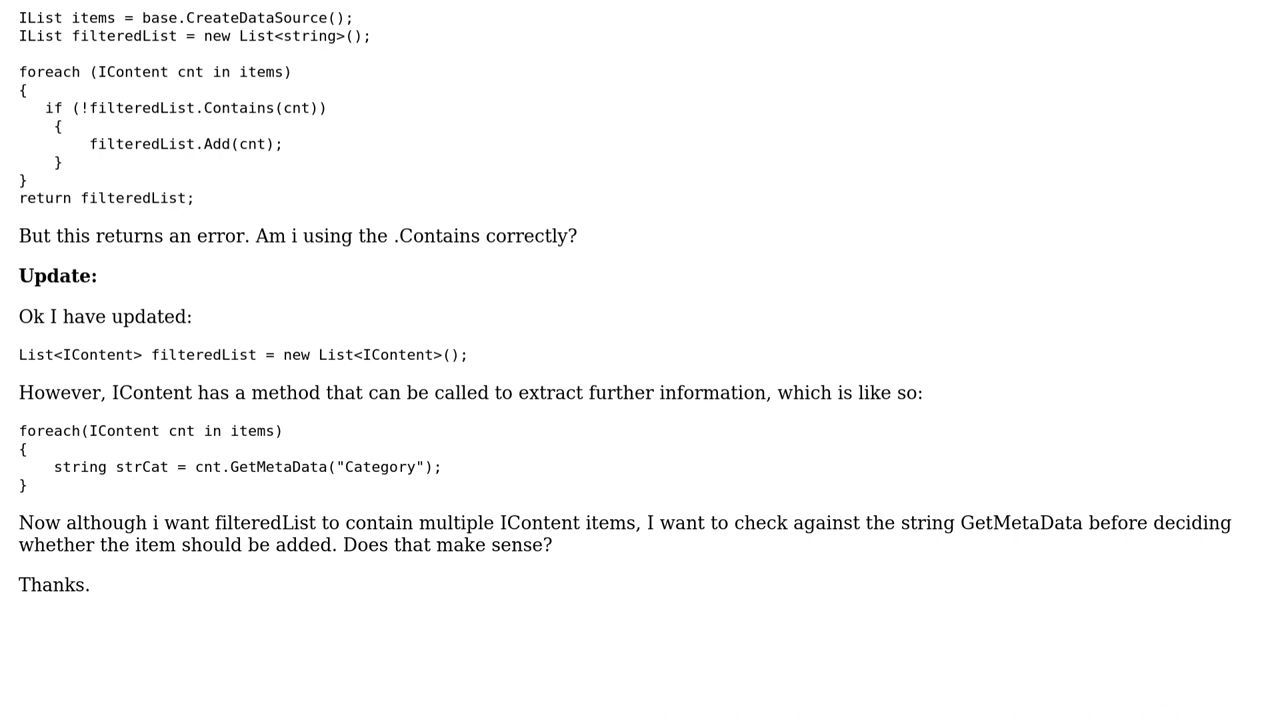 IList items = base.CreateDataSource();
IList filteredList = new List<string>();
foreach (IContent cnt in items)
{
if (!filteredList.Contains(cnt))
{
filteredList.Add(cnt);
}
}
return filteredList;
But this returns an error. Am i using the .Contains correctly?
Update:
Ok I have updated:
List<IContent> filteredList = new List<IContent>();
However, IContent has a method that can be called to extract further information, which is like so:
foreach(IContent cnt in items)
{
string strCat = cnt.GetMetaData("Category");
}
Now although i want filteredList to contain multiple IContent items, I want to check against the string GetMetaData before deciding
whether the item should be added. Does that make sense?
Thanks.